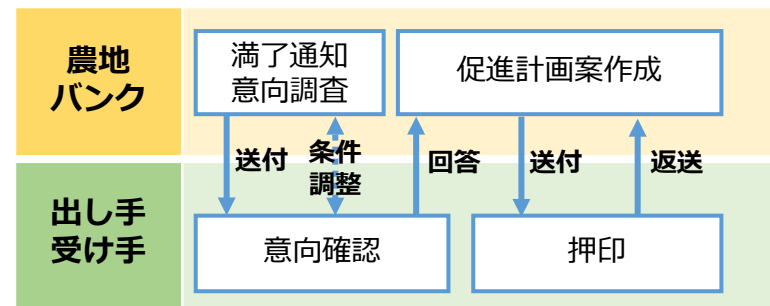 農地
バンク
満了通知
意向調査
促進計画案作成
送付
条件
調整
回答
送付
返送
出し手
受け手
意向確認
押印